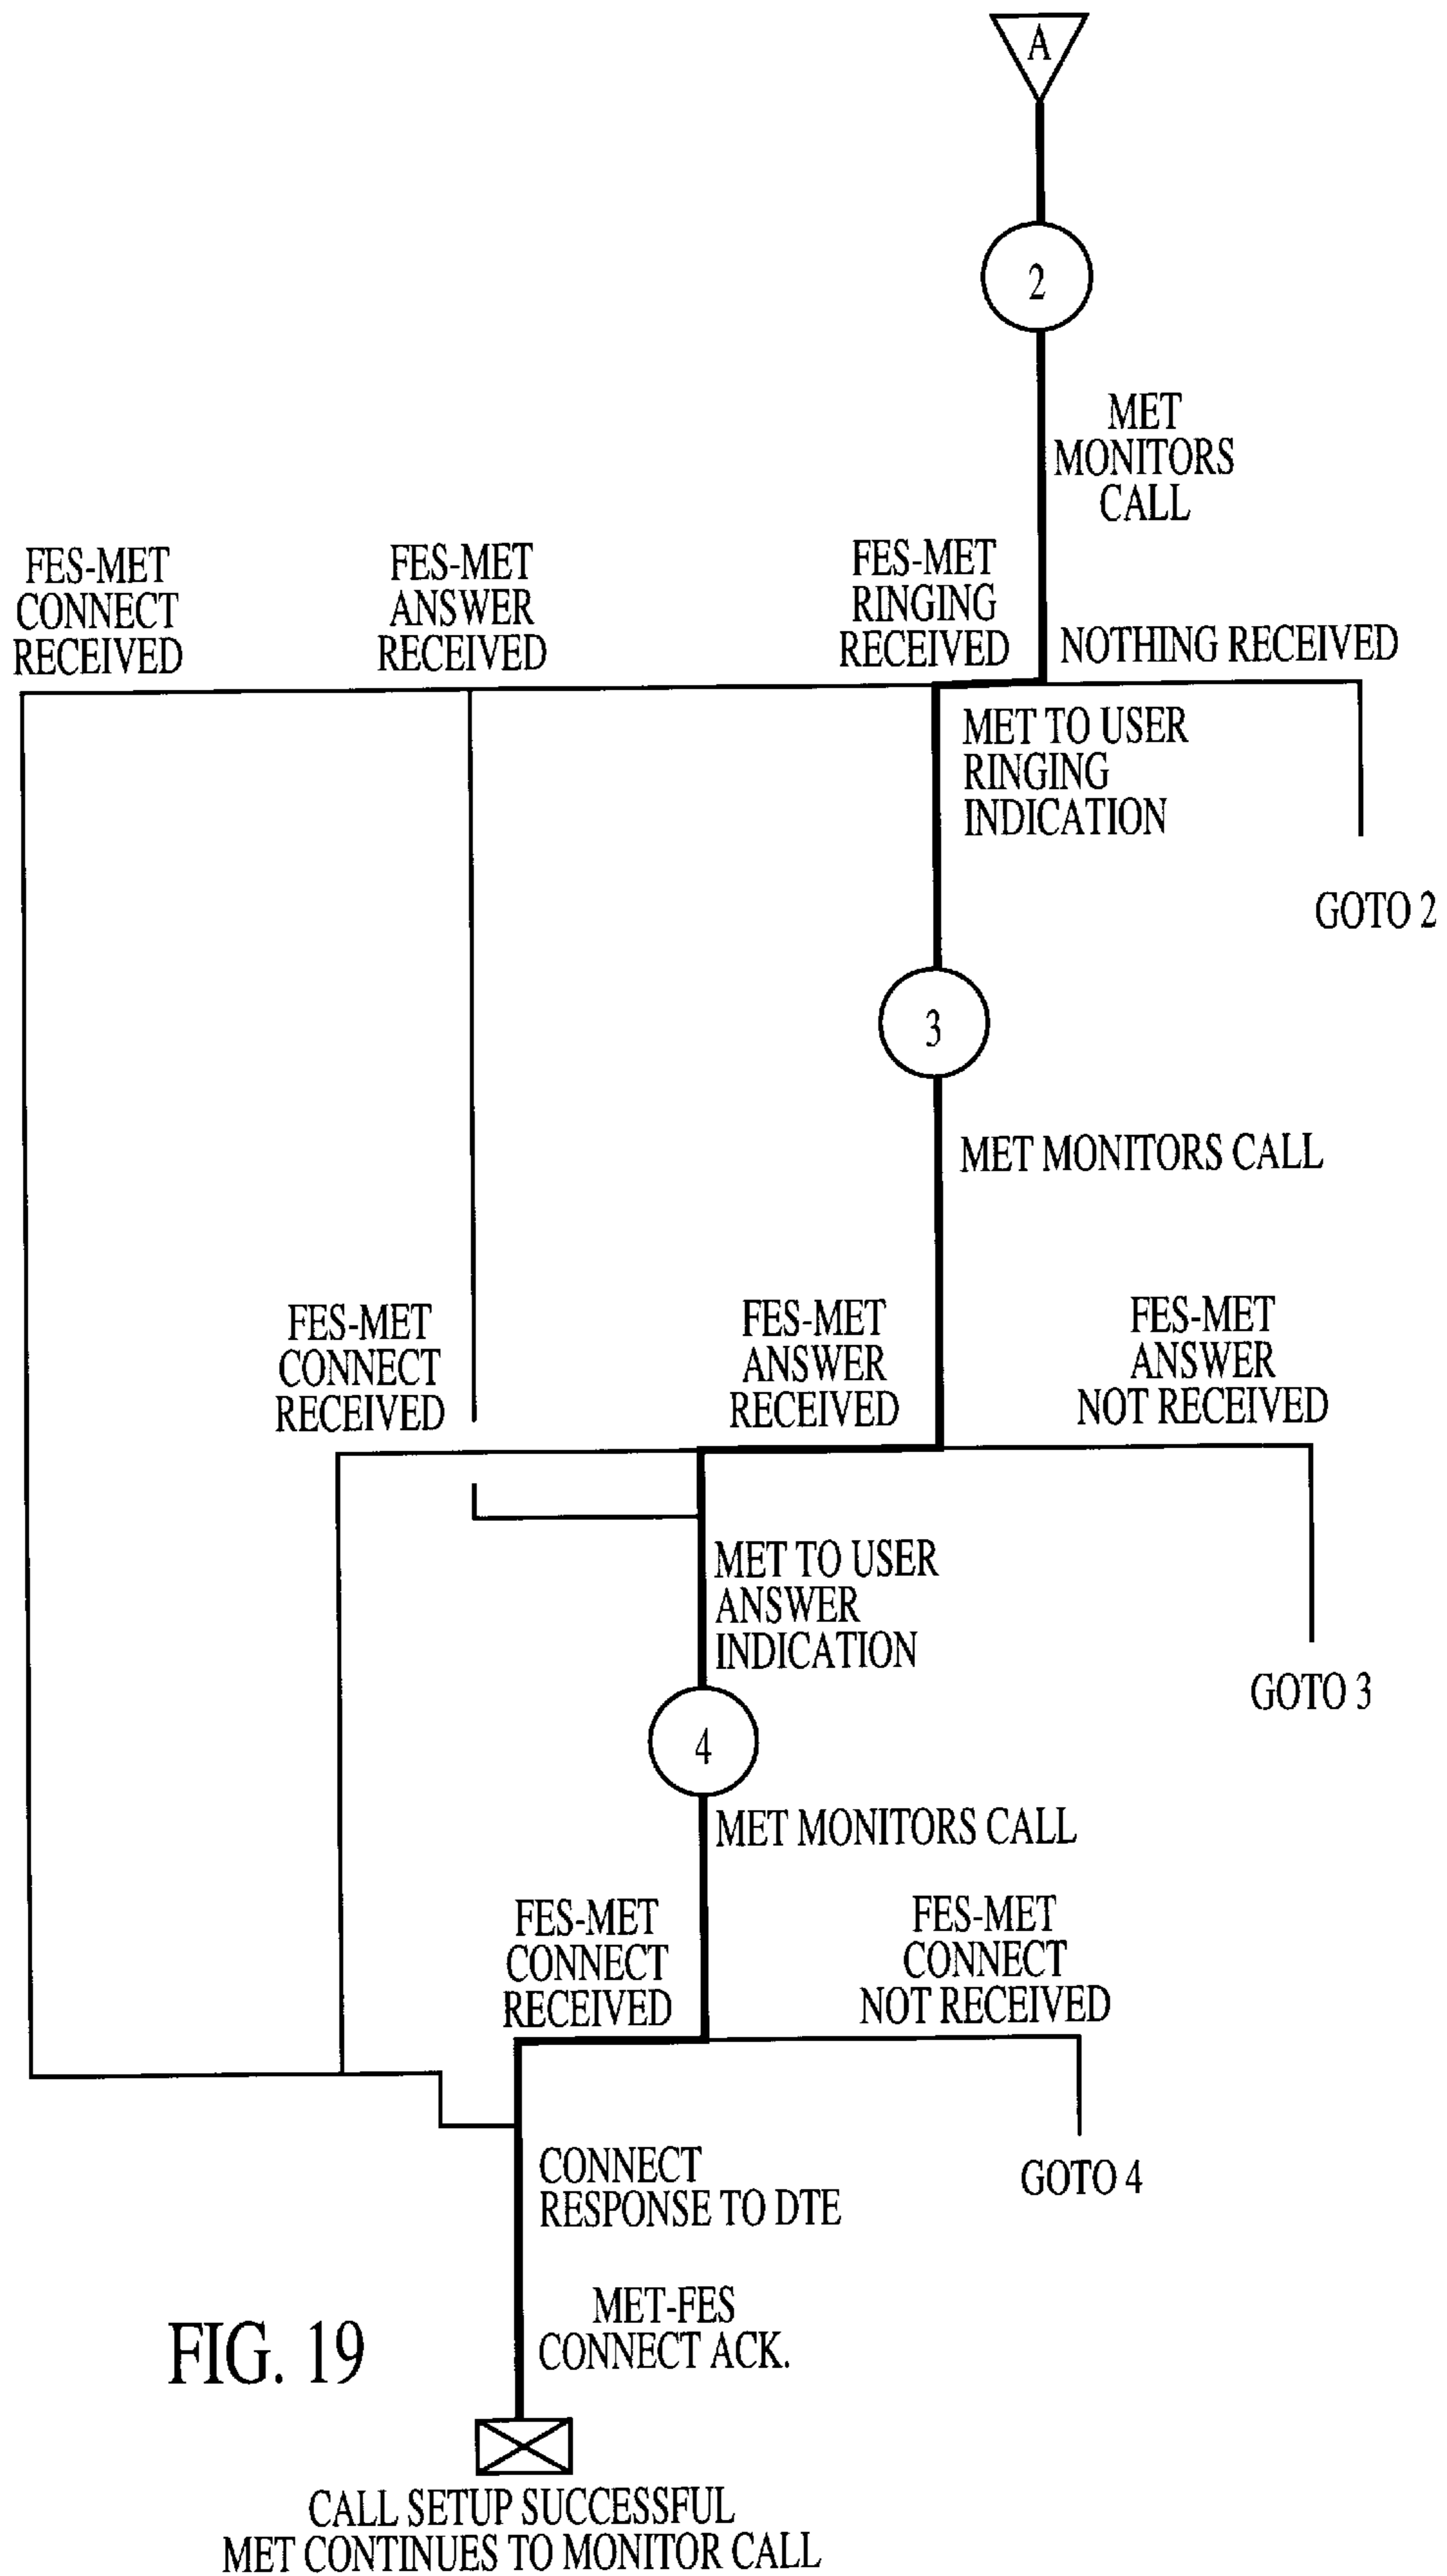 A
2
MET
MONITORS
CALL
FES-MET
CONNECT
RECEIVED
FES-MET
ANSWER
RECEIVED
FES-MET
RINGING
RECEIVED
NOTHING RECEIVED
MET TO USER
RINGING
INDICATION
GOTO 2
3
MET MONITORS CALL
FES-MET
CONNECT
RECEIVED
FES-MET
ANSWER
RECEIVED
FES-MET
ANSWER
NOT RECEIVED
MET TO USER
ANSWER
INDICATION
GOTO 3
4
MET MONITORS CALL
FES-MET
CONNECT
RECEIVED
FES-MET
CONNECT
NOT RECEIVED
CONNECT
RESPONSE TO DTE
GOTO 4
MET-FES
CONNECT ACK.
FIG. 19
CALL SETUP SUCCESSFUL
MET CONTINUES TO MONITOR CALL